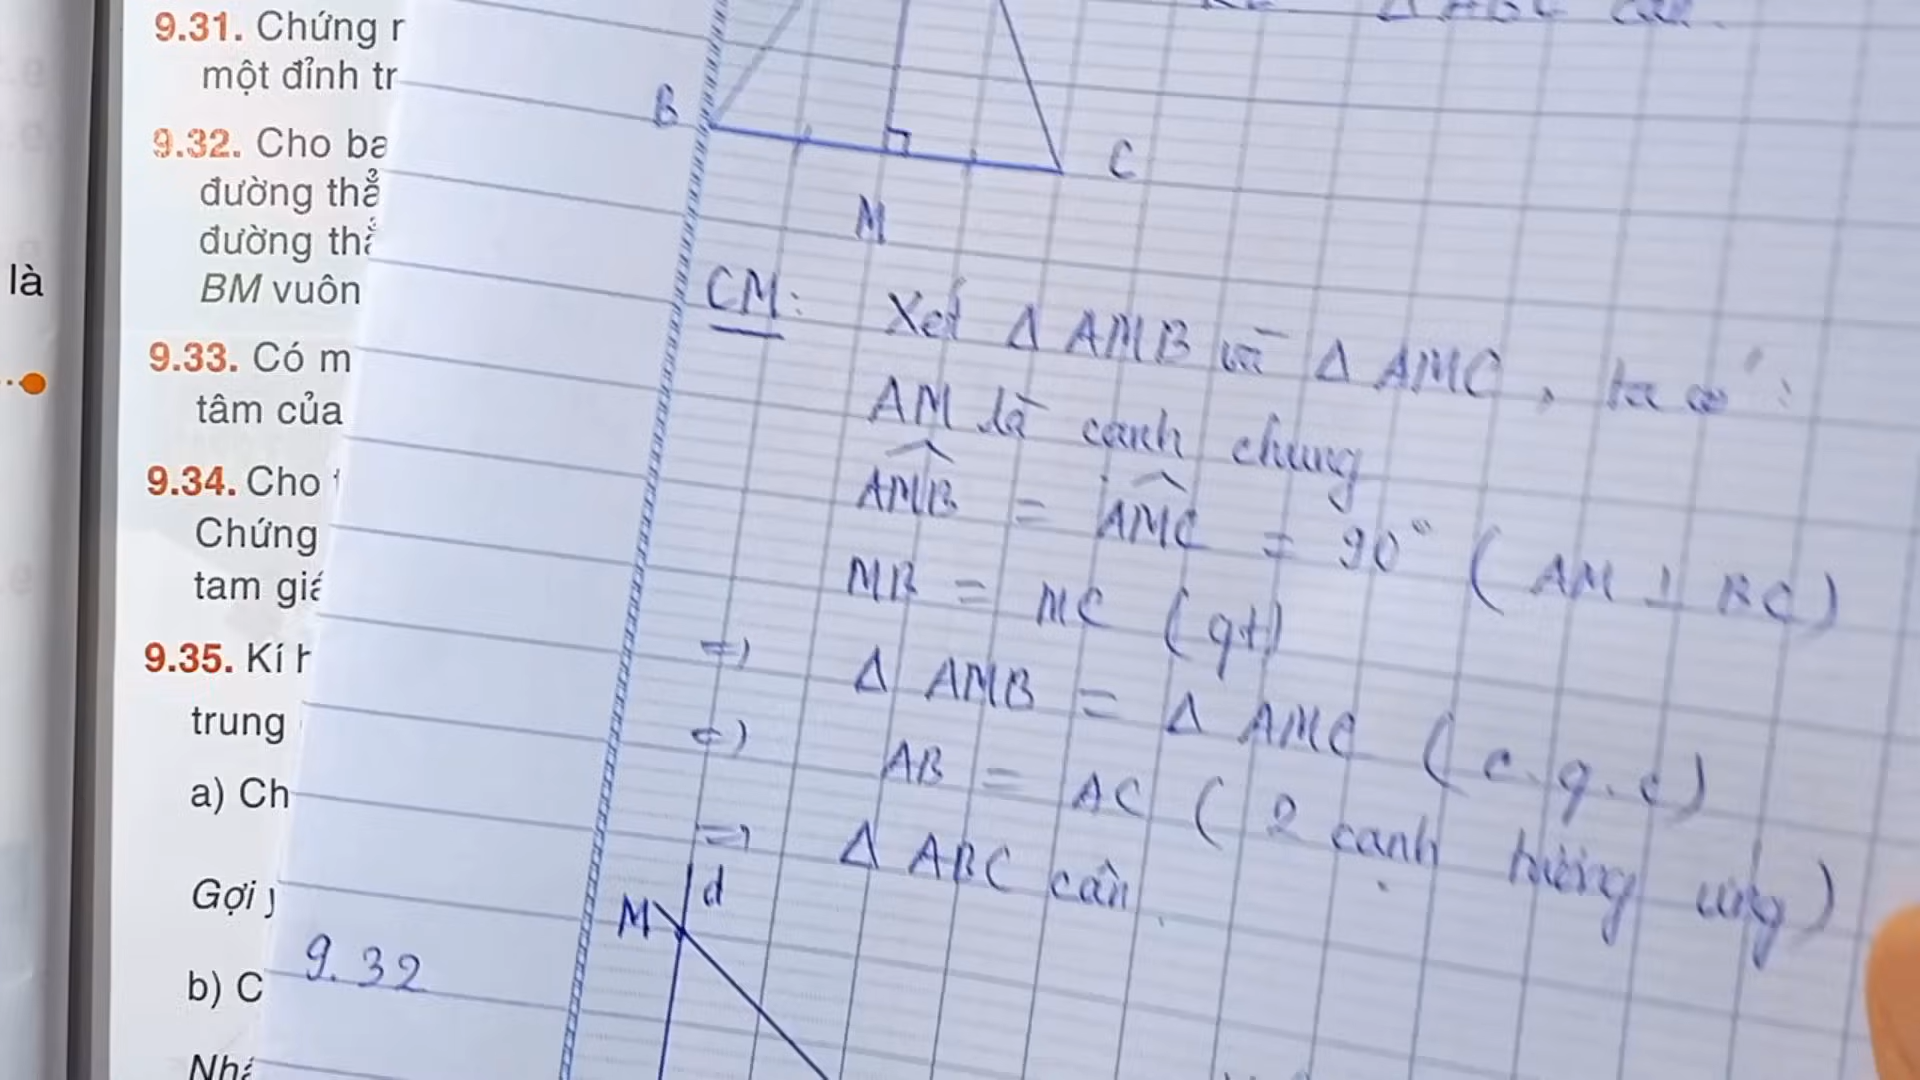 là
9.31. Chứng r
một đỉnh tr
9.32. Cho ba
đường thẳ
đường thẳ
BM vuôn
9.33. Có m
tâm của
9.34. Cho t
Chứng
tam giá
9.35. Kí h
trung
a) Ch
Gợi ý
b) C
Δ ABC cân.
B
C
M
CM: Xét Δ AMB và Δ AMC, ta có:
AM là cạnh chung
AMB = AMC = 90° (AM ⊥ BC)
MB = MC (gt)
=> Δ AMB = Δ AMC (c.g.c)
=> AB = AC (2 cạnh tương ứng)
=> Δ ABC cân.
M d
9.32